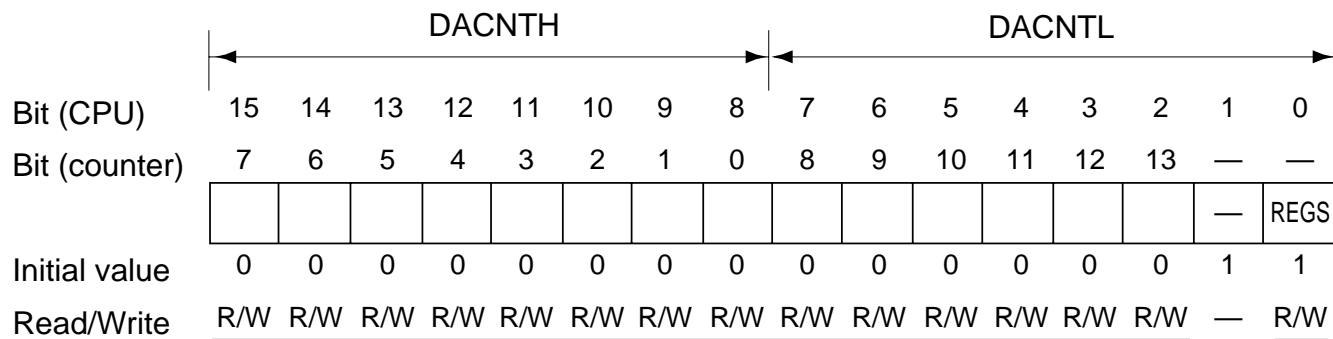 DACNTH DACNTL
Bit (CPU) 15 14 13 12 11 10 9 8 7 6 5 4 3 2 1 0
Bit (counter) 7 6 5 4 3 2 1 0 8 9 10 11 12 13 — —
— REGS
Initial value 0 0 0 0 0 0 0 0 0 0 0 0 0 0 1 1
Read/Write R/W R/W R/W R/W R/W R/W R/W R/W R/W R/W R/W R/W R/W R/W — R/W